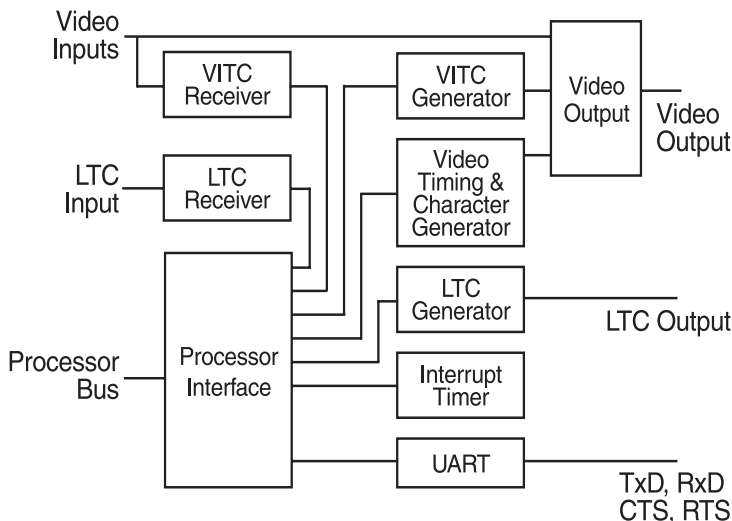 Video
Inputs
VITC
Receiver
VITC
Generator
Video
Output
Video
Output
LTC
Input
LTC
Receiver
Video
Timing &
Character
Generator
LTC
Generator
LTC Output
Processor
Bus
Processor
Interface
Interrupt
Timer
UART
TxD, RxD
CTS, RTS